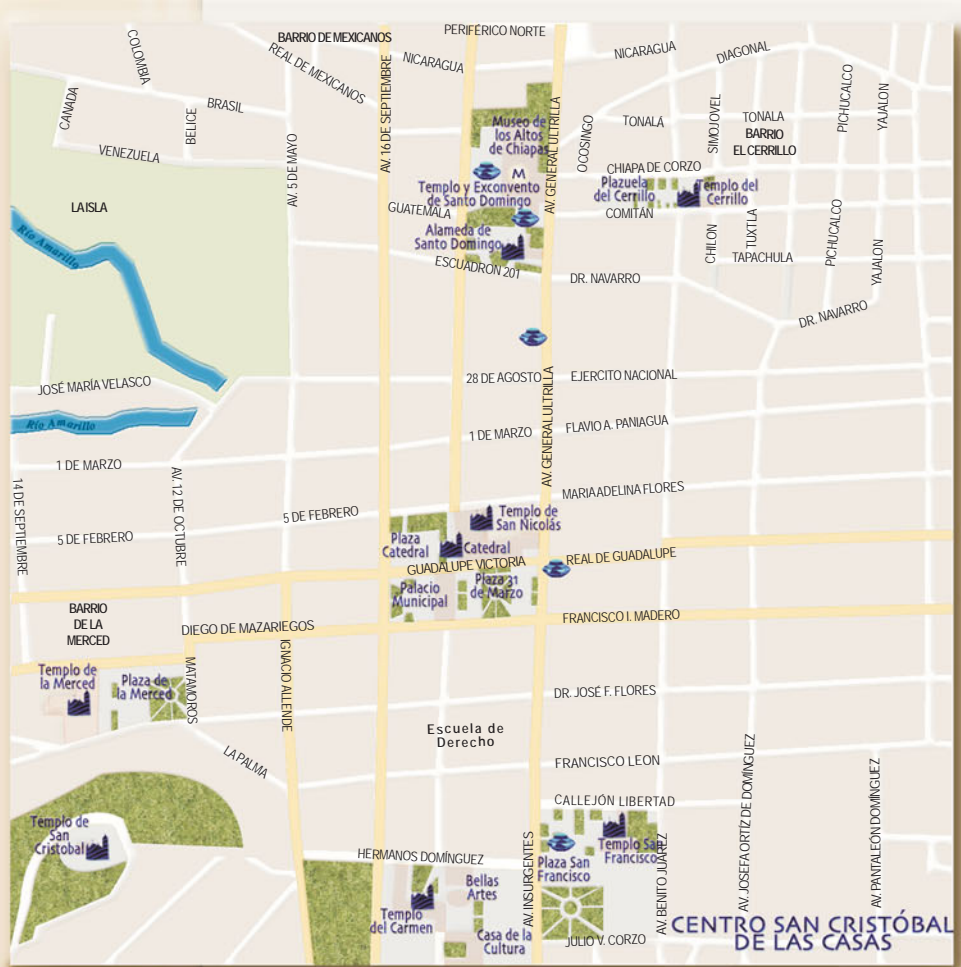 PERIFÉRICO NORTE
COLOMBIA
BARRIO DE MEXICANOS
REAL DE MEXICANOS
NICARAGUA
NICARAGUA
DIAGONAL
CANADA
BRASIL
BELICE
VENEZUELA
AV. 5 DE MAYO
AV. 16 DE SEPTIEMBRE
AV. GENERAL ULTRILLA
OCOSINGO
TONALÁ
SIMOJOVEL
TONALA
BARRIO
EL CERRILLO
PICHUCALCO
YAJALON
Museo de
los Altos
de Chiapas
M
CHIAPA DE CORZO
Templo y Exconvento
de Santo Domingo
Plazuela
del Cerrillo
Templo del
Cerrillo
LA ISLA
GUATEMALA
COMITÁN
Río Amarillo
Alameda de
Santo Domingo
CHILON
TUXTLA
TAPACHULA
PICHUCALCO
YAJALON
ESCUADRON 201
DR. NAVARRO
DR. NAVARRO
JOSÉ MARÍA VELASCO
28 DE AGOSTO
EJERCITO NACIONAL
AV. GENERAL ULTRILLA
Río Amarillo
1 DE MARZO
FLAVIO A. PANIAGUA
1 DE MARZO
14 DE SEPTIEMBRE
AV. 12 DE OCTUBRE
MARIA ADELINA FLORES
5 DE FEBRERO
5 DE FEBRERO
Templo de
San Nicolás
Plaza
Catedral
Catedral
GUADALUPE VICTORIA
REAL DE GUADALUPE
Palacio
Municipal
Plaza 31
de Marzo
BARRIO
DE LA
MERCED
DIEGO DE MAZARIEGOS
FRANCISCO I. MADERO
Templo de
la Merced
Plaza de
la Merced
MATAMOROS
IGNACIO ALLENDE
DR. JOSÉ F. FLORES
Escuela de
Derecho
LA PALMA
FRANCISCO LEON
CALLEJÓN LIBERTAD
AV. JOSEFA ORTÍZ DE DOMÍNGUEZ
AV. PANTALEÓN DOMÍNGUEZ
Templo de
San
Cristobal
HERMANOS DOMÍNGUEZ
AV. INSURGENTES
Plaza San
Francisco
Templo San
Francisco
AV. BENITO JUÁREZ
Bellas
Artes
Templo
del Carmen
Casa de la
Cultura
JULIO V. CORZO
CENTRO SAN CRISTÓBAL
DE LAS CASAS